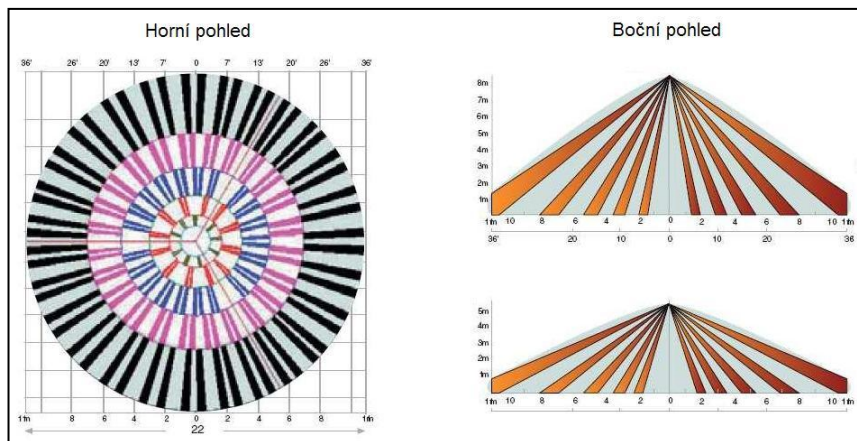 Horní pohled
36' 26' 20' 13' 7' 0 7' 13' 20' 26' 36'
11m 8 6 4 2 0 2 4 6 8 11m
22
Boční pohled
8m
7m
6m
5m
4m
3m
2m
1m
11m 10 8 6 4 2 0 2 4 6 8 10 11m
36' 20 10 0 10 20 36
5m
4m
3m
2m
1m
11m 10 8 6 4 2 0 2 4 6 8 10 11m